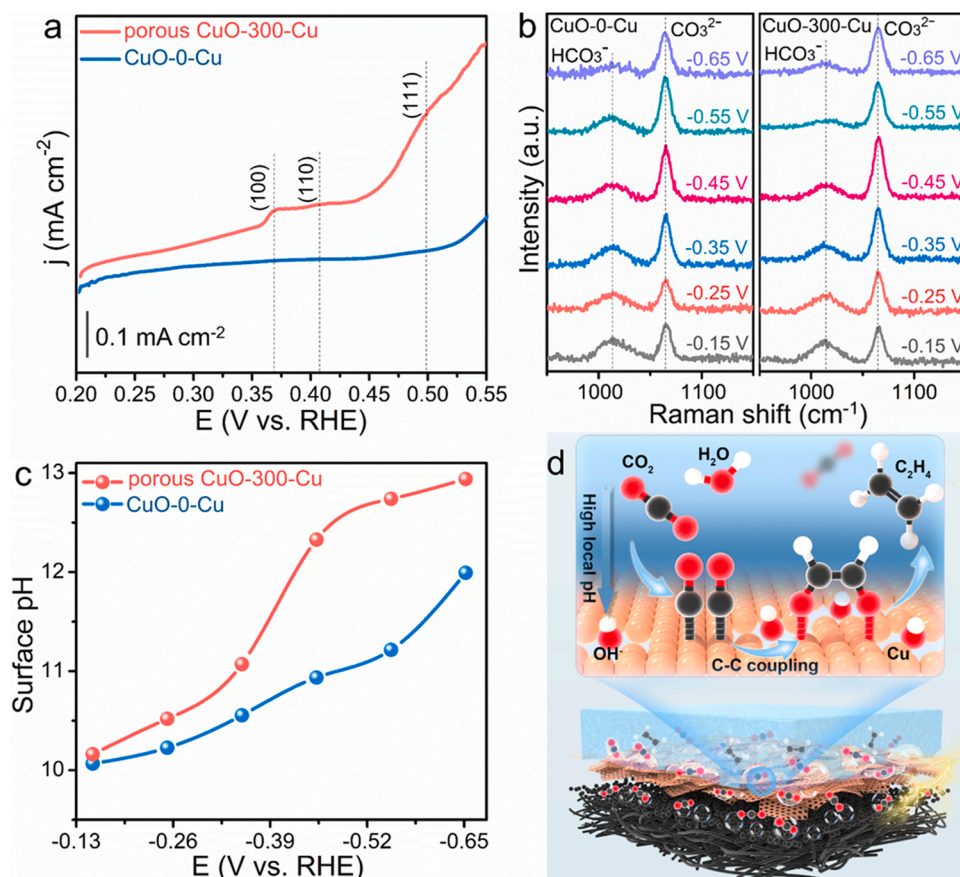 a
porous CuO-300-Cu
CuO-0-Cu
(100)
(110)
(111)
j (mA cm-2)
0.1 mA cm-2
0.20 0.25 0.30 0.35 0.40 0.45 0.50 0.55
E (V vs. RHE)
b
CuO-0-Cu CO₃²⁻
HCO₃⁻
-0.65 V
-0.55 V
-0.45 V
-0.35 V
-0.25 V
-0.15 V
CuO-300-Cu
HCO₃⁻ CO₃²⁻
-0.65 V
-0.55 V
-0.45 V
-0.35 V
-0.25 V
-0.15 V
Intensity (a.u.)
1000 1100 1000 1100
Raman shift (cm-1)
c
porous CuO-300-Cu
CuO-0-Cu
Surface pH
13
12
11
10
-0.13 -0.26 -0.39 -0.52 -0.65
E (V vs. RHE)
d
CO₂
H₂O
C₂H₄
High local pH
OH⁻
C-C coupling
Cu